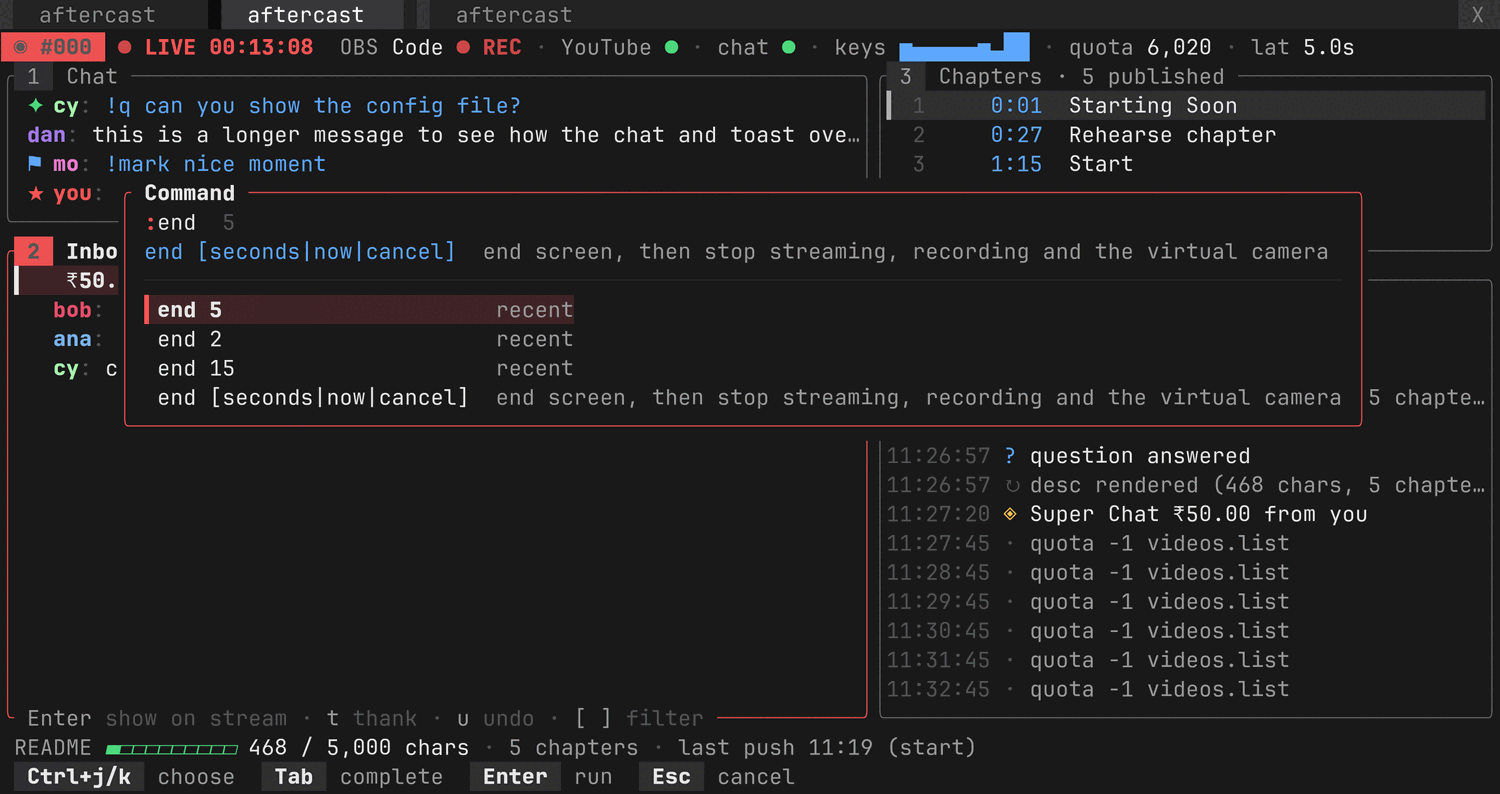 aftercast aftercast aftercast X
◉ #000 ● LIVE 00:13:08 OBS Code ● REC · YouTube ● · chat ● · keys · quota 6,020 · lat 5.0s
1 Chat
✦ cy: !q can you show the config file?
dan: this is a longer message to see how the chat and toast ove…
⚑ mo: !mark nice moment
★ you:
3 Chapters · 5 published
1 0:01 Starting Soon
2 0:27 Rehearse chapter
3 1:15 Start
Command
:end 5
end [seconds|now|cancel] end screen, then stop streaming, recording and the virtual camera
end 5 recent
end 2 recent
end 15 recent
end [seconds|now|cancel] end screen, then stop streaming, recording and the virtual camera
2 Inbo
₹50.
bob:
ana:
cy: c
5 chapte…
11:26:57 ? question answered
11:26:57 ↻ desc rendered (468 chars, 5 chapte…
11:27:20 ◈ Super Chat ₹50.00 from you
11:27:45 · quota -1 videos.list
11:28:45 · quota -1 videos.list
11:29:45 · quota -1 videos.list
11:30:45 · quota -1 videos.list
11:31:45 · quota -1 videos.list
11:32:45 · quota -1 videos.list
Enter show on stream · t thank · u undo · [ ] filter
README 468 / 5,000 chars · 5 chapters · last push 11:19 (start)
Ctrl+j/k choose Tab complete Enter run Esc cancel